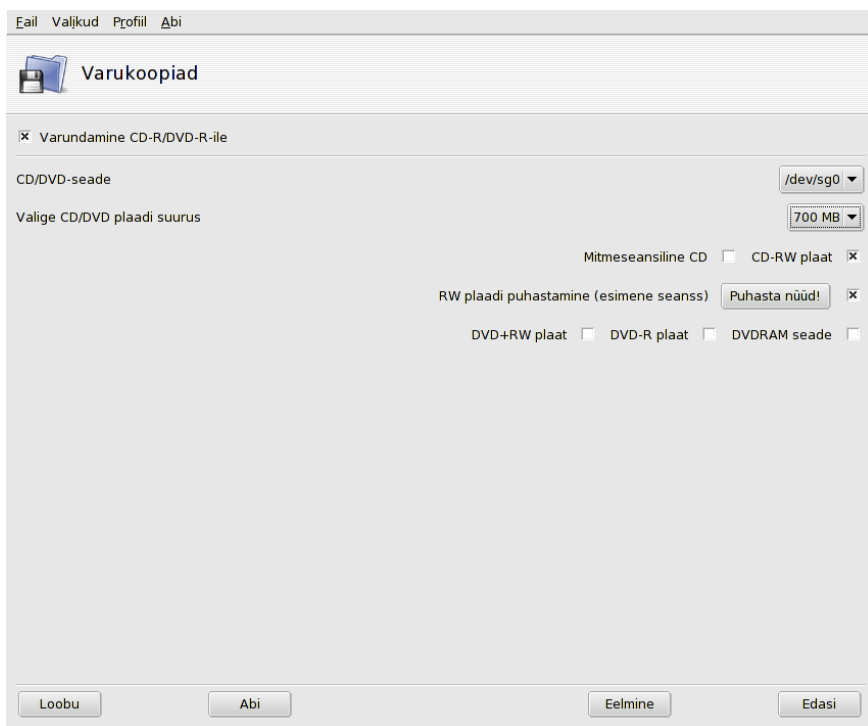 Fail Valikud Profiil Abi
Varukoopiad
Varundamine CD-R/DVD-R-ile
CD/DVD-seade /dev/sg0
Valige CD/DVD plaadi suurus 700 MB
Mitmeseansiline CD CD-RW plaat
RW plaadi puhastamine (esimene seanss) Puhasta nüüd!
DVD+RW plaat DVD-R plaat DVDRAM seade
Loobu Abi Eelmine Edasi